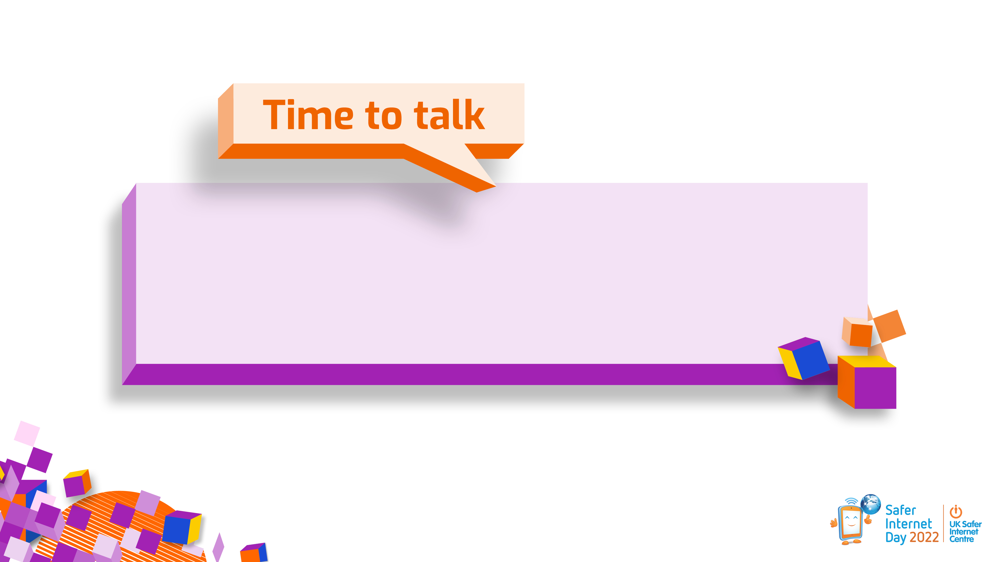 Time to talk
Safer
Internet
Day 2022
UK Safer
Internet
Centre